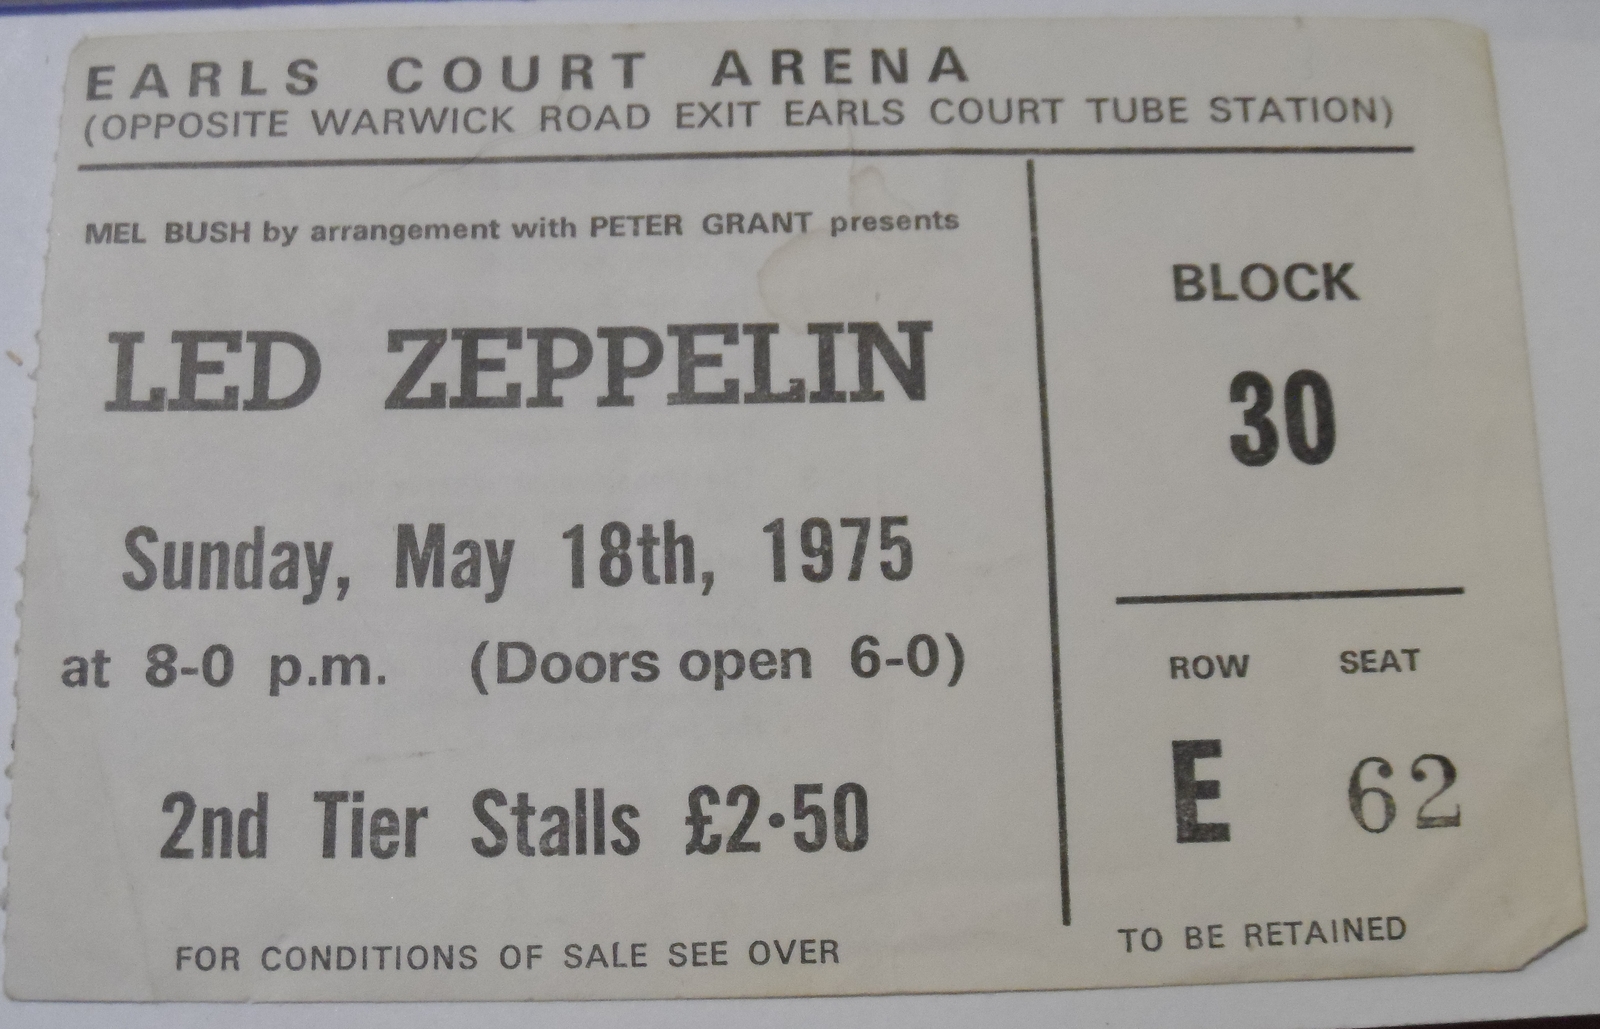 EARLS COURT ARENA
(OPPOSITE WARWICK ROAD EXIT EARLS COURT TUBE STATION)
MEL BUSH by arrangement with PETER GRANT presents
LED ZEPPELIN
Sunday, May 18th, 1975
at 8-0 p.m. (Doors open 6-0)
2nd Tier Stalls £2·50
FOR CONDITIONS OF SALE SEE OVER
BLOCK
30
ROW SEAT
E 62
TO BE RETAINED